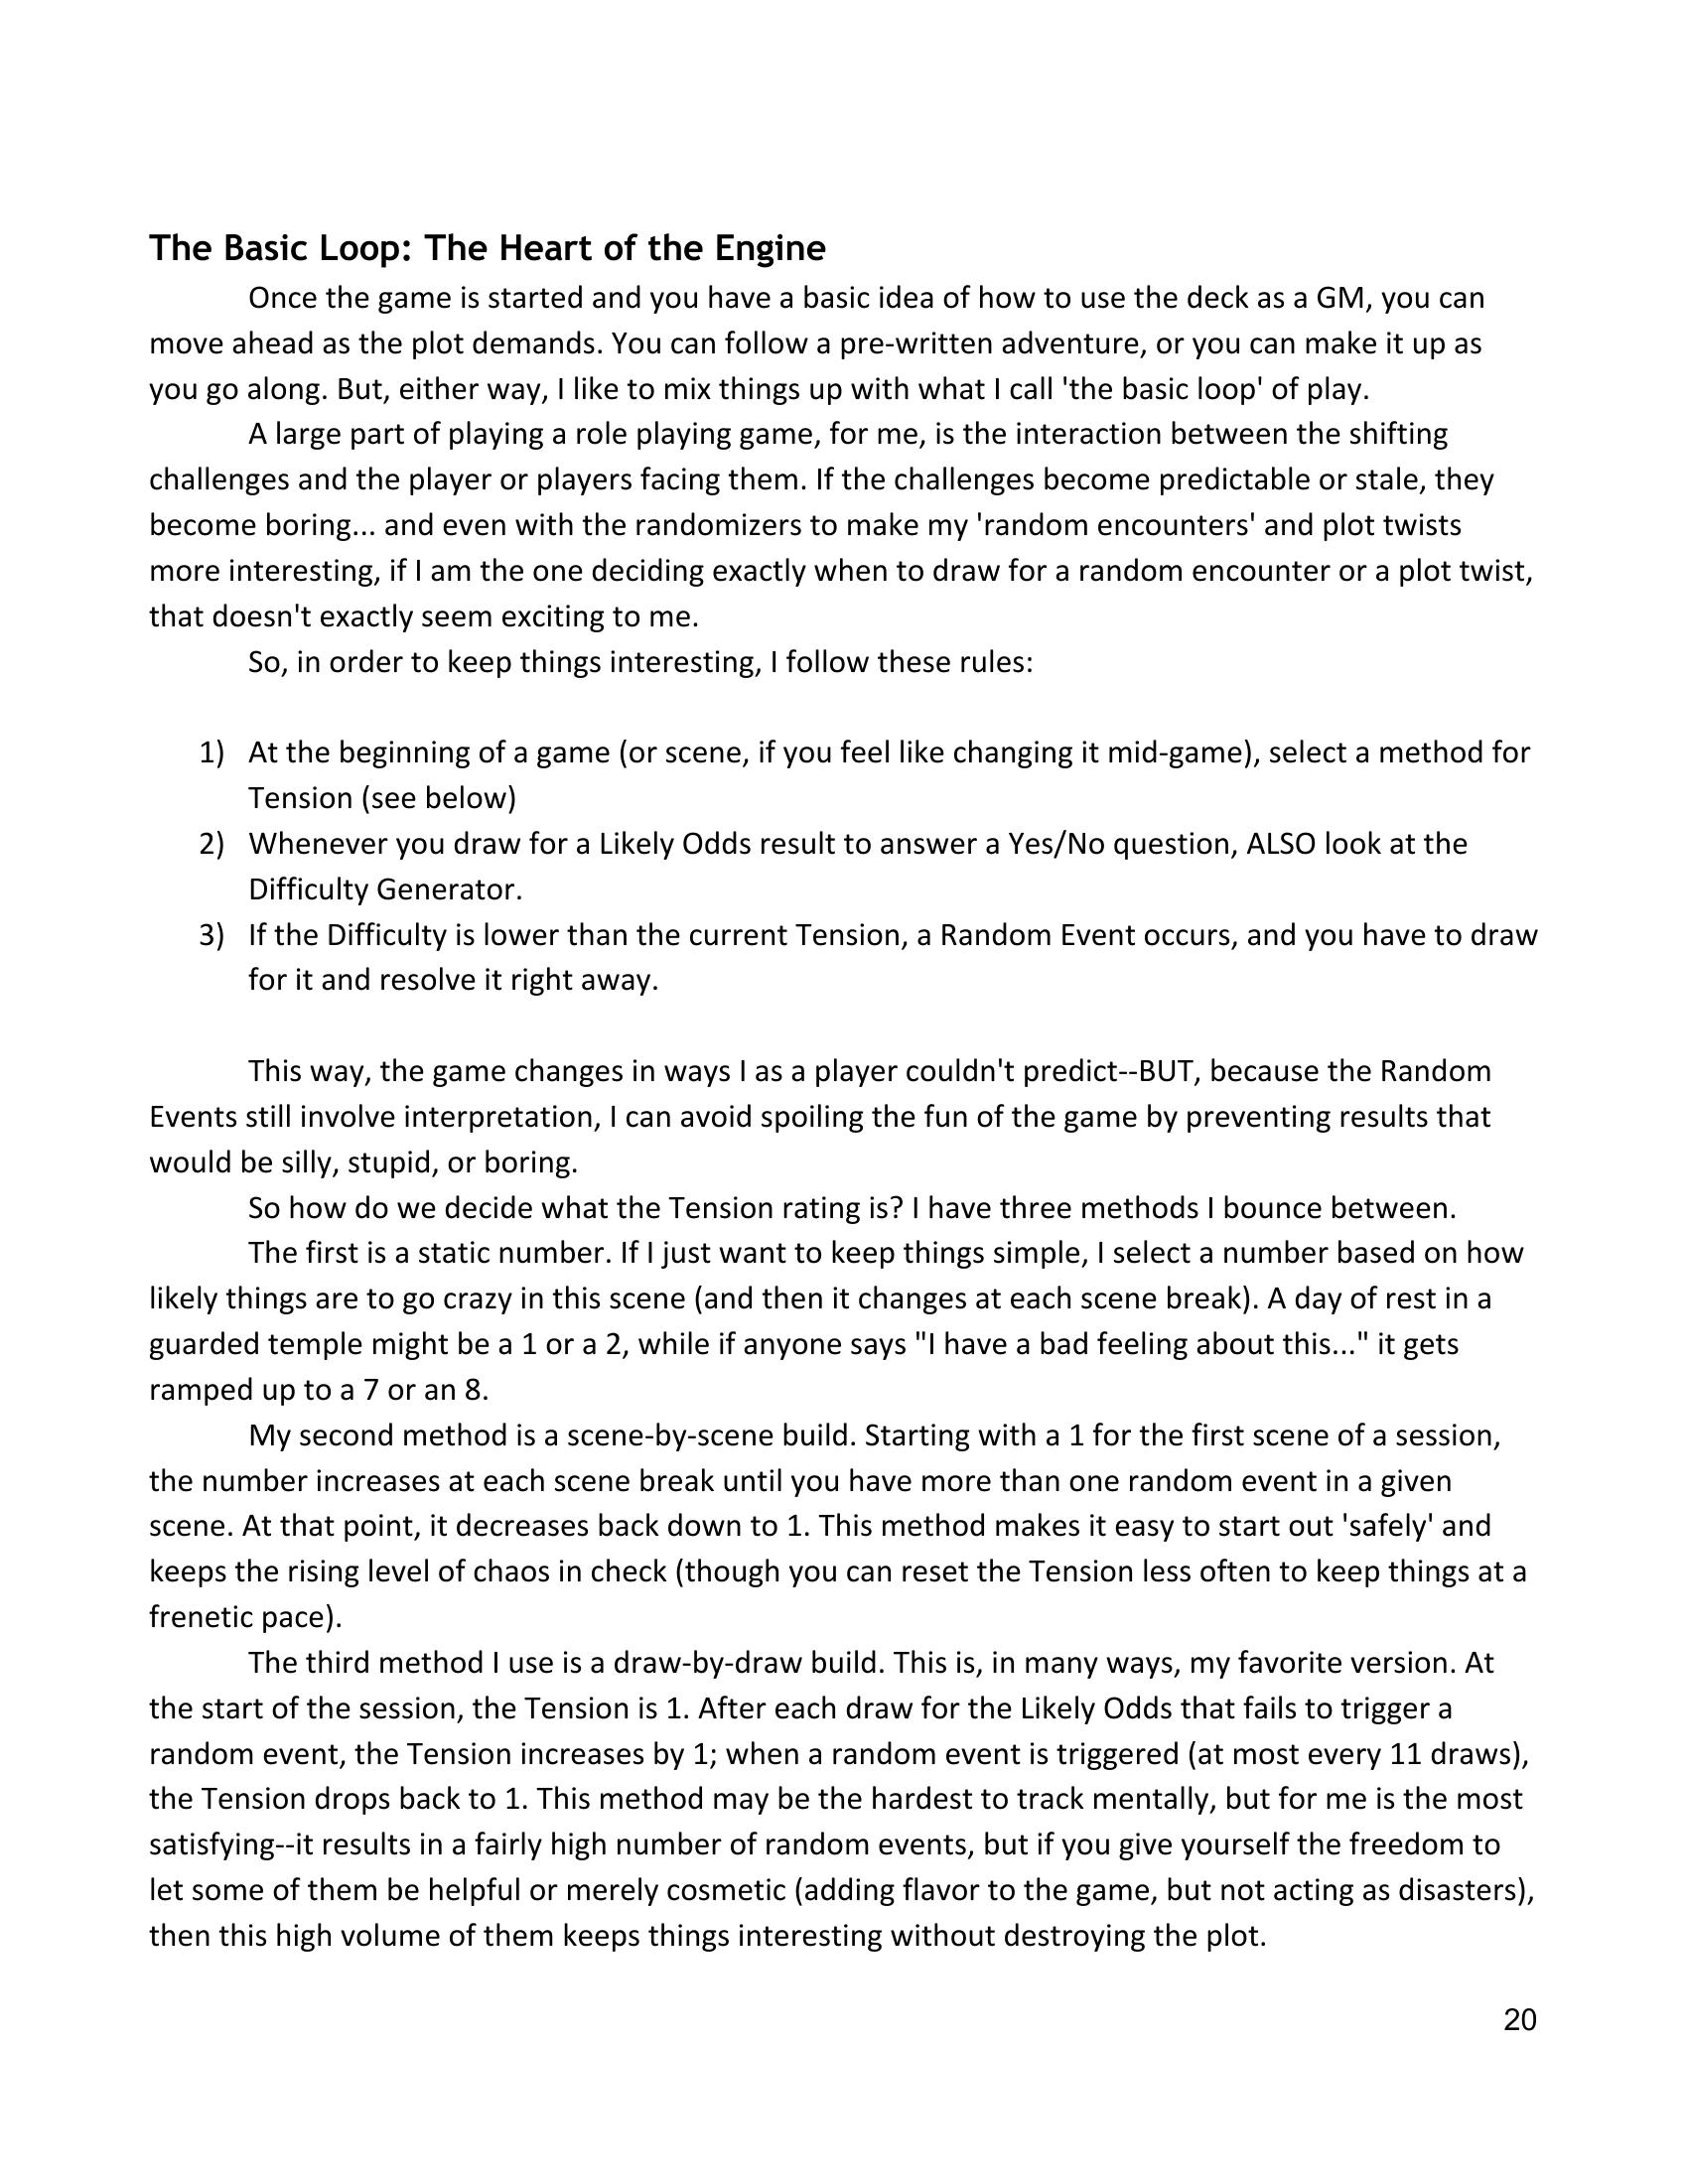 The Basic Loop: The Heart of the Engine
Once the game is started and you have a basic idea of how to use the deck as a GM, you can
move ahead as the plot demands. You can follow a pre-written adventure, or you can make it up as
you go along. But, either way, I like to mix things up with what I call 'the basic loop' of play.
A large part of playing a role playing game, for me, is the interaction between the shifting
challenges and the player or players facing them. If the challenges become predictable or stale, they
become boring... and even with the randomizers to make my 'random encounters' and plot twists
more interesting, if I am the one deciding exactly when to draw for a random encounter or a plot twist,
that doesn't exactly seem exciting to me.
So, in order to keep things interesting, I follow these rules:
1) At the beginning of a game (or scene, if you feel like changing it mid-game), select a method for
Tension (see below)
2) Whenever you draw for a Likely Odds result to answer a Yes/No question, ALSO look at the
Difficulty Generator.
3) If the Difficulty is lower than the current Tension, a Random Event occurs, and you have to draw
for it and resolve it right away.
This way, the game changes in ways I as a player couldn't predict--BUT, because the Random
Events still involve interpretation, I can avoid spoiling the fun of the game by preventing results that
would be silly, stupid, or boring.
So how do we decide what the Tension rating is? I have three methods I bounce between.
The first is a static number. If I just want to keep things simple, I select a number based on how
likely things are to go crazy in this scene (and then it changes at each scene break). A day of rest in a
guarded temple might be a 1 or a 2, while if anyone says "I have a bad feeling about this..." it gets
ramped up to a 7 or an 8.
My second method is a scene-by-scene build. Starting with a 1 for the first scene of a session,
the number increases at each scene break until you have more than one random event in a given
scene. At that point, it decreases back down to 1. This method makes it easy to start out 'safely' and
keeps the rising level of chaos in check (though you can reset the Tension less often to keep things at a
frenetic pace).
The third method I use is a draw-by-draw build. This is, in many ways, my favorite version. At
the start of the session, the Tension is 1. After each draw for the Likely Odds that fails to trigger a
random event, the Tension increases by 1; when a random event is triggered (at most every 11 draws),
the Tension drops back to 1. This method may be the hardest to track mentally, but for me is the most
satisfying--it results in a fairly high number of random events, but if you give yourself the freedom to
let some of them be helpful or merely cosmetic (adding flavor to the game, but not acting as disasters),
then this high volume of them keeps things interesting without destroying the plot.
20